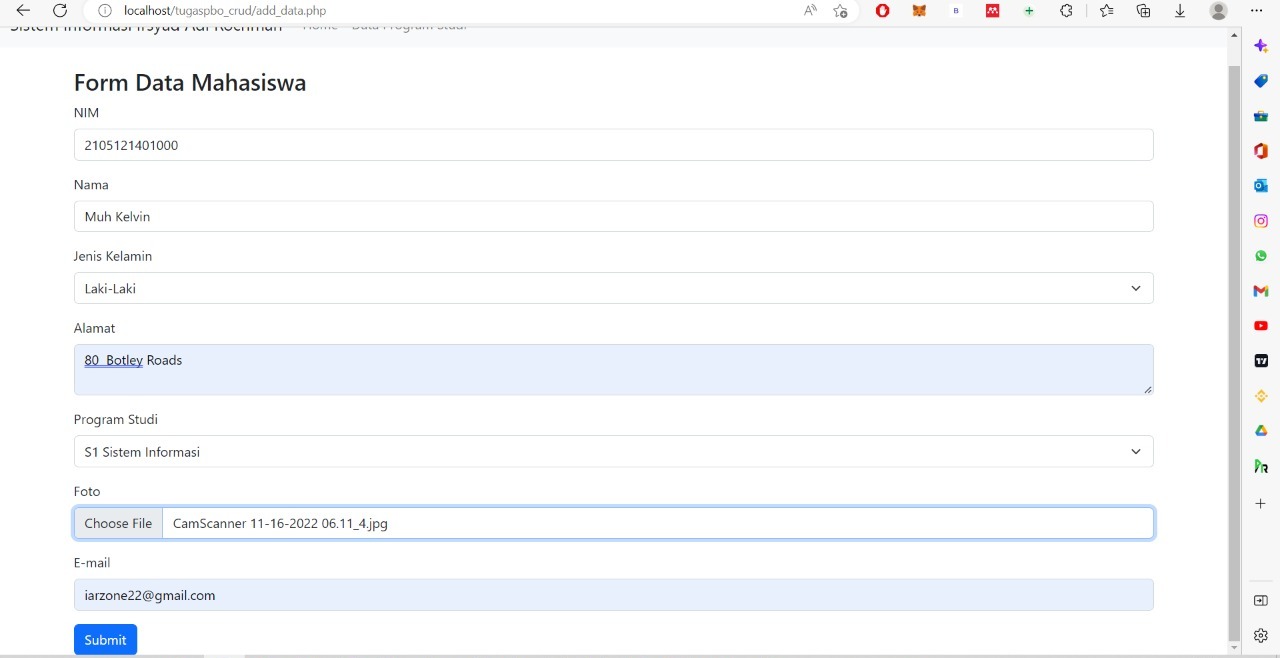 localhost/tugaspbo_crud/add_data.php
Sistem Informasi Irsyad Adi Rochman Home Data Program Studi
Form Data Mahasiswa
NIM
2105121401000
Nama
Muh Kelvin
Jenis Kelamin
Laki-Laki
Alamat
80 Botley Roads
Program Studi
S1 Sistem Informasi
Foto
Choose File CamScanner 11-16-2022 06.11_4.jpg
E-mail
iarzone22@gmail.com
Submit